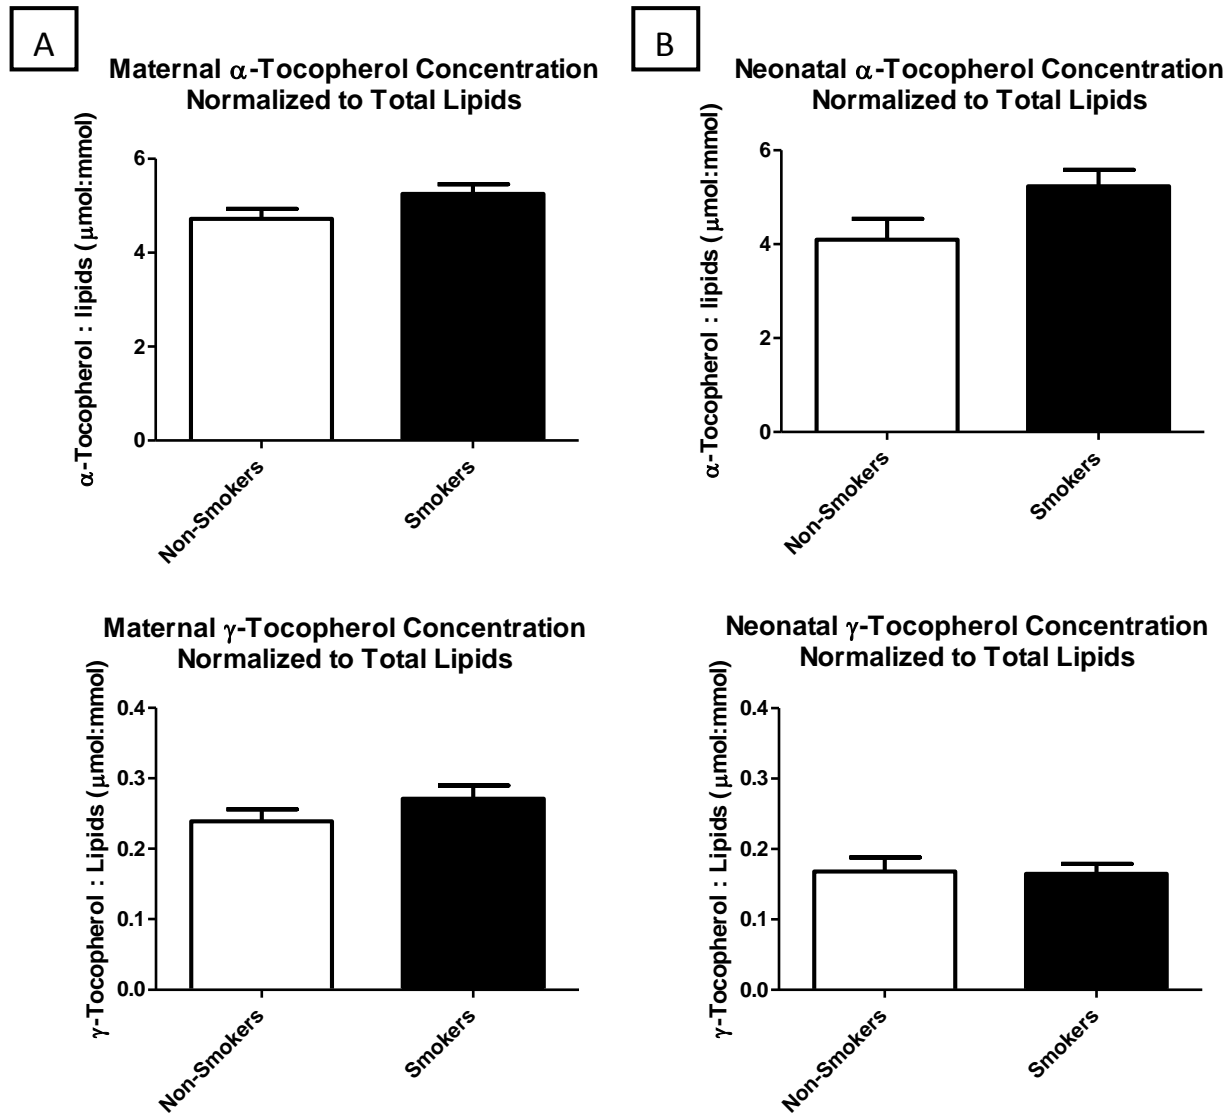 A
Maternal α-Tocopherol Concentration
Normalized to Total Lipids
α-Tocopherol : lipids (μmol:mmol)
6
4
2
0
Non-Smokers
Smokers
B
Neonatal α-Tocopherol Concentration
Normalized to Total Lipids
α-Tocopherol : lipids (μmol:mmol)
6
4
2
0
Non-Smokers
Smokers
Maternal γ-Tocopherol Concentration
Normalized to Total Lipids
γ-Tocopherol : Lipids (μmol:mmol)
0.4
0.3
0.2
0.1
0.0
Non-Smokers
Smokers
Neonatal γ-Tocopherol Concentration
Normalized to Total Lipids
γ-Tocopherol : Lipids (μmol:mmol)
0.4
0.3
0.2
0.1
0.0
Non-Smokers
Smokers